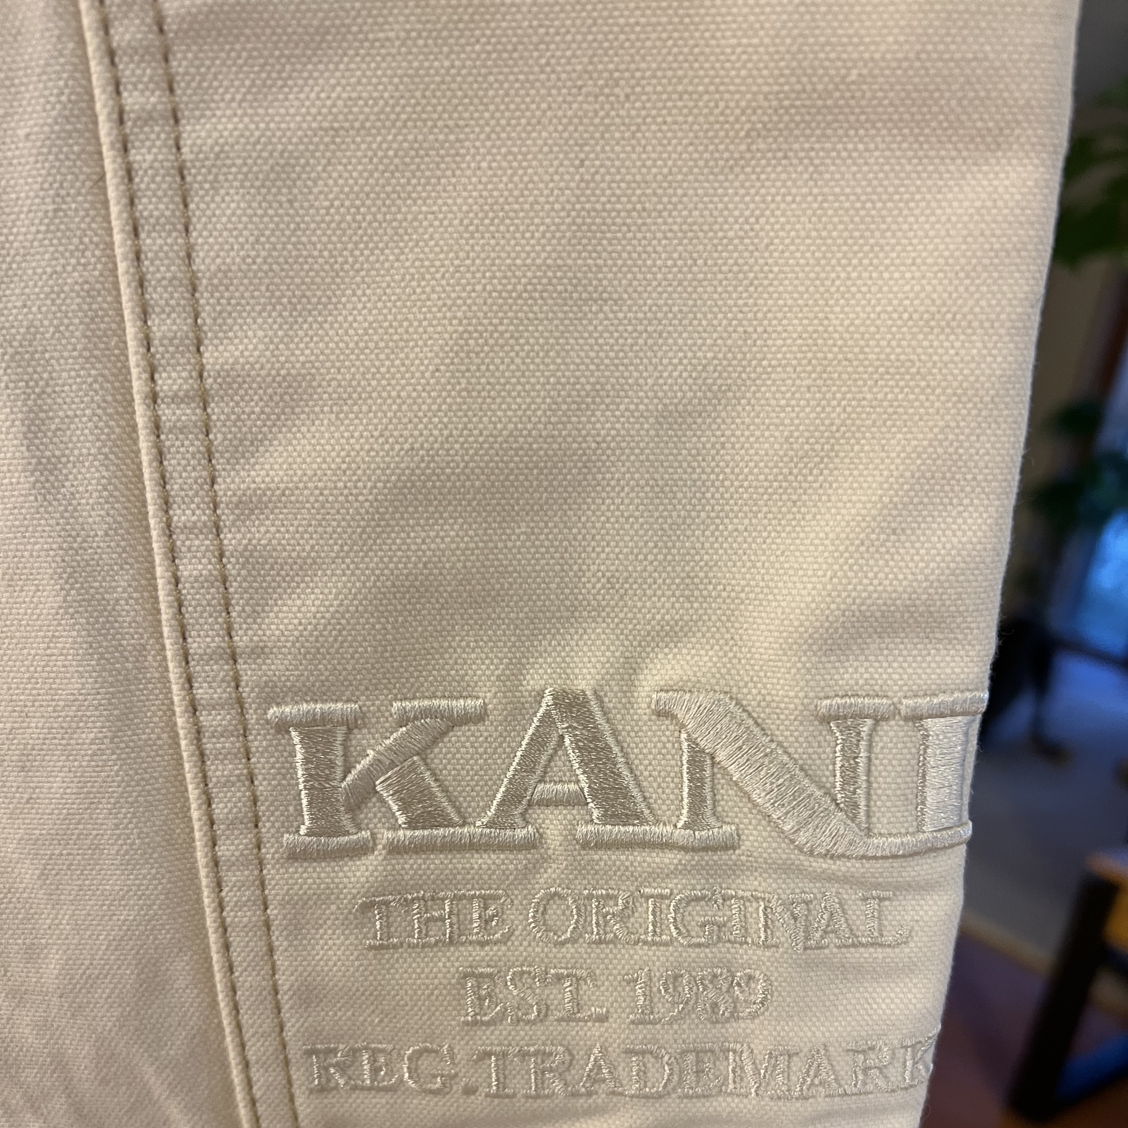 KANI
THE ORIGINAL
EST. 1989
REG.TRADEMARK